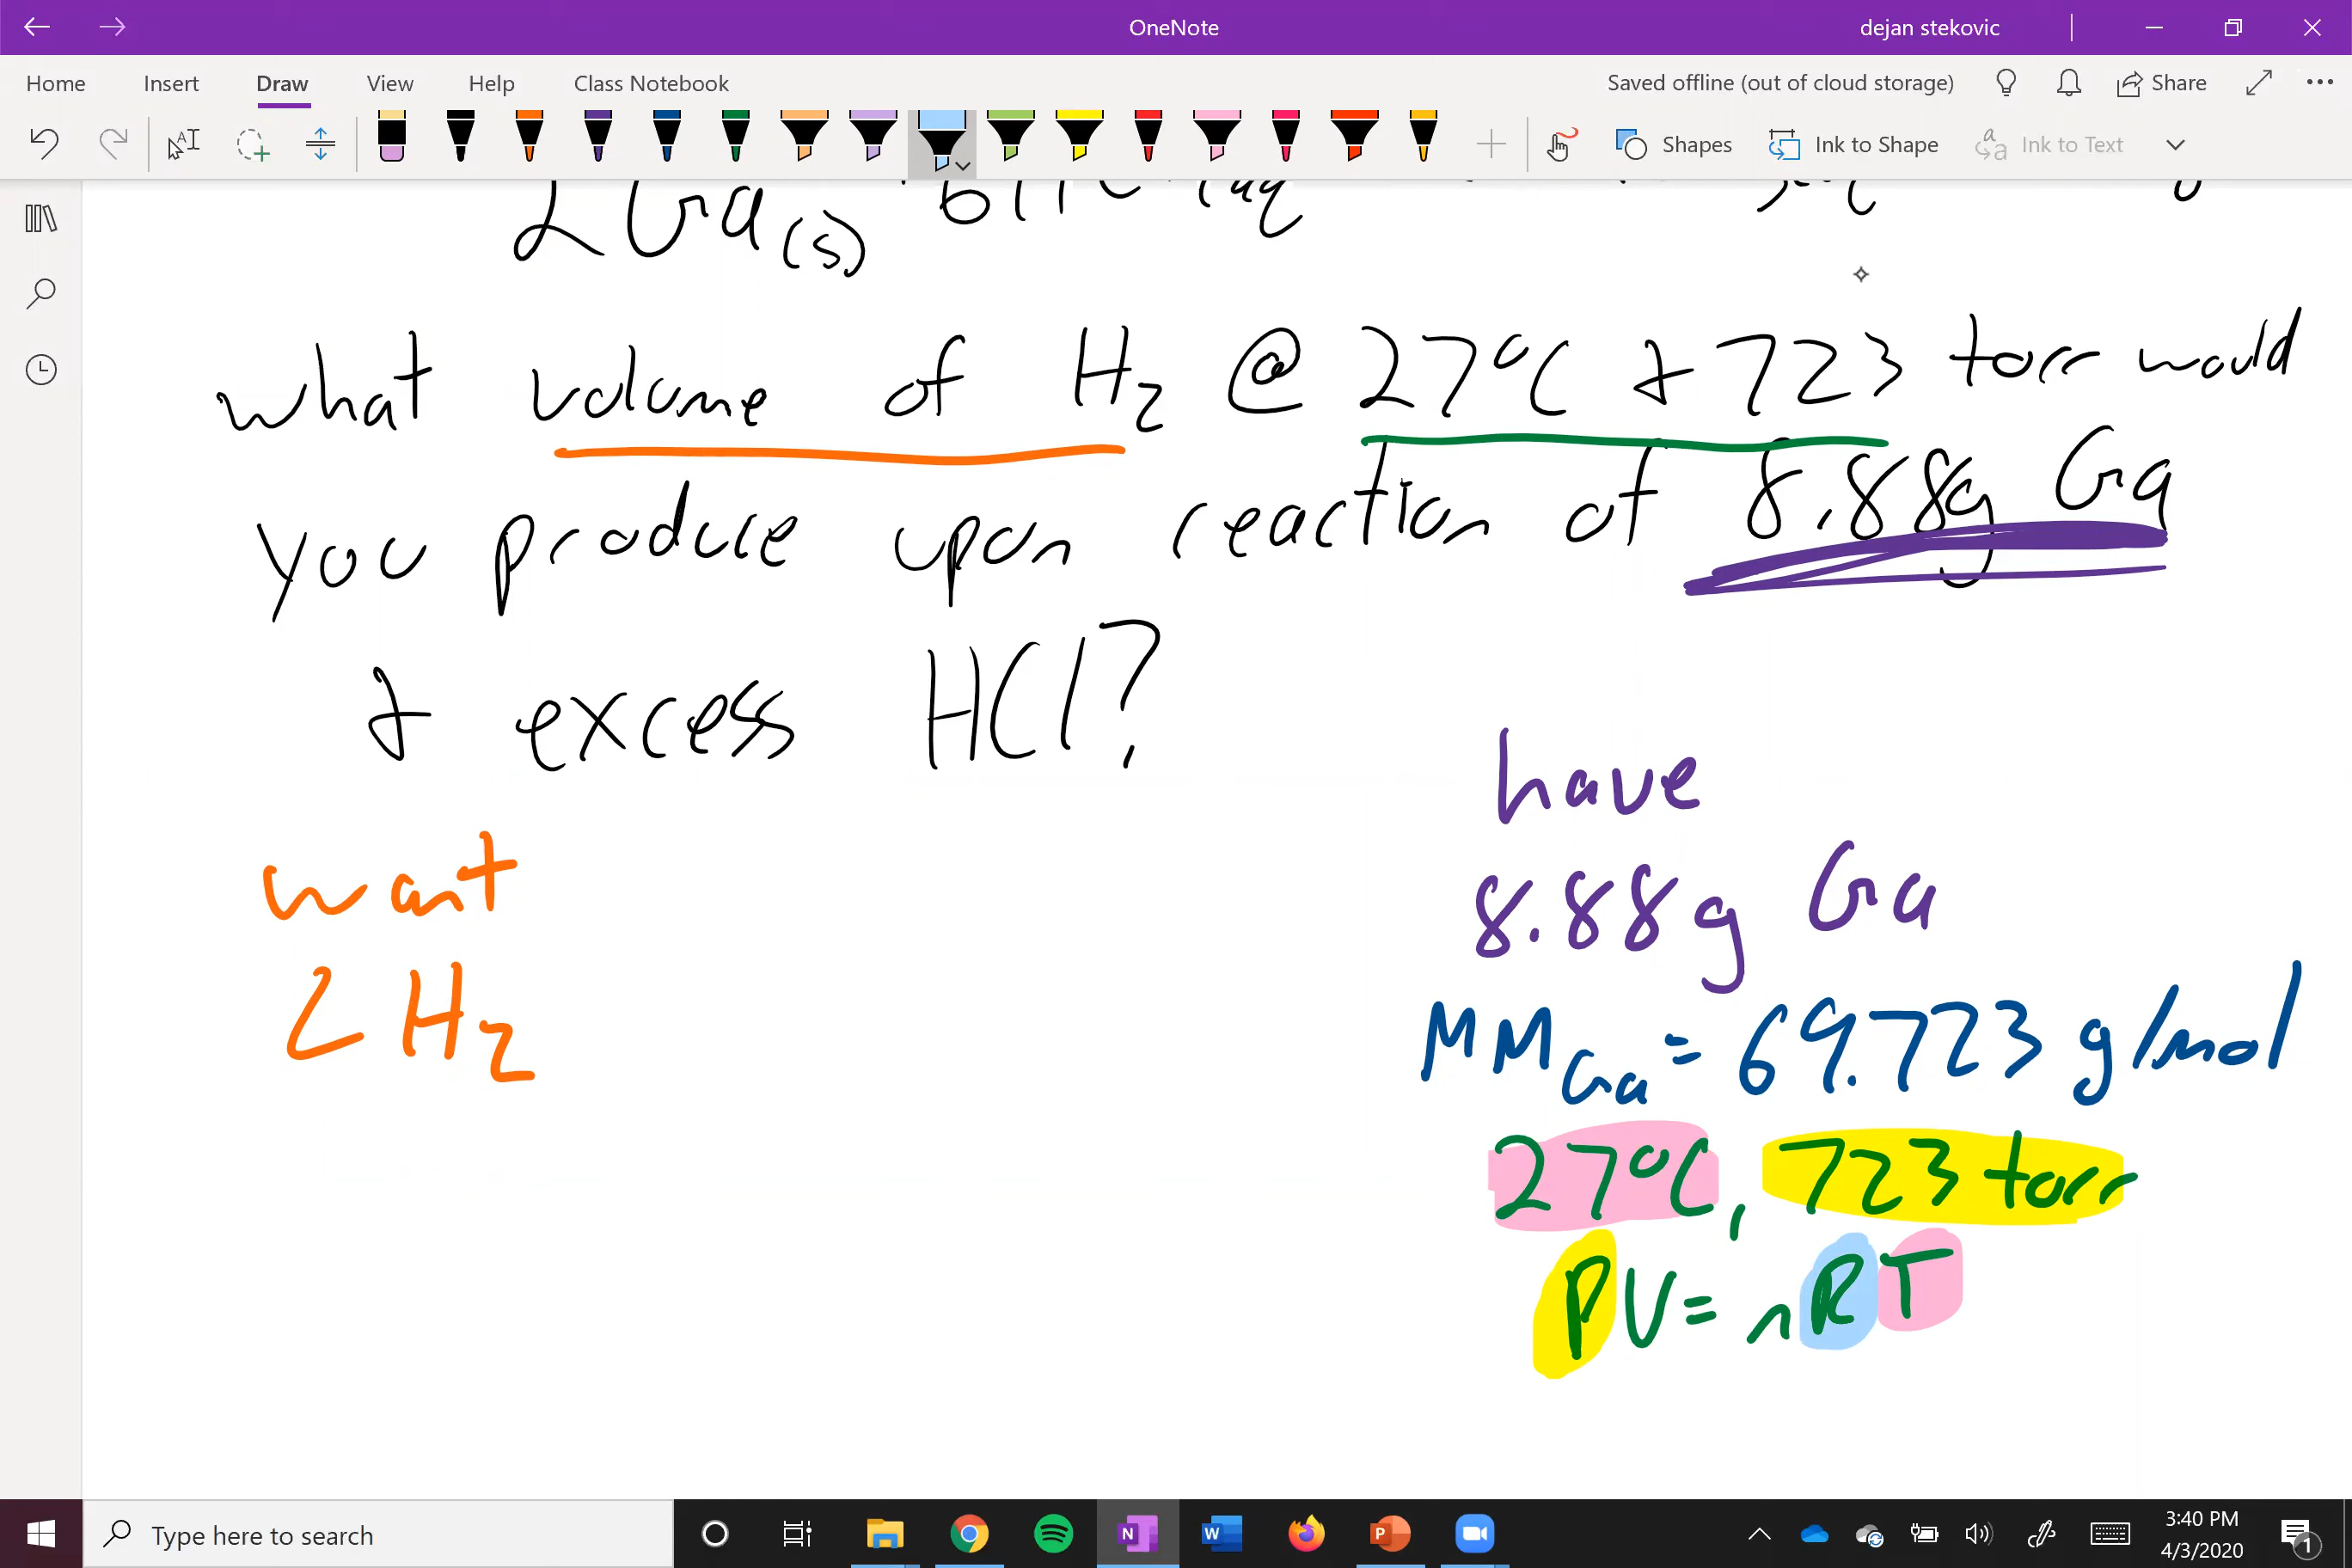 OneNote
dejan stekovic
Home Insert Draw View Help Class Notebook
Saved offline (out of cloud storage) Share
Shapes Ink to Shape Ink to Text
2Ga(s)
what volume of H2 @ 27°C & 723 torr would
you produce upon reaction of 8.88g Ga
& excess HCl?
have
8.88g Ga
want
L H2
MMGa = 69.723 g/mol
27°C, 723 torr
PV = nRT
Type here to search
3:40 PM
4/3/2020
1